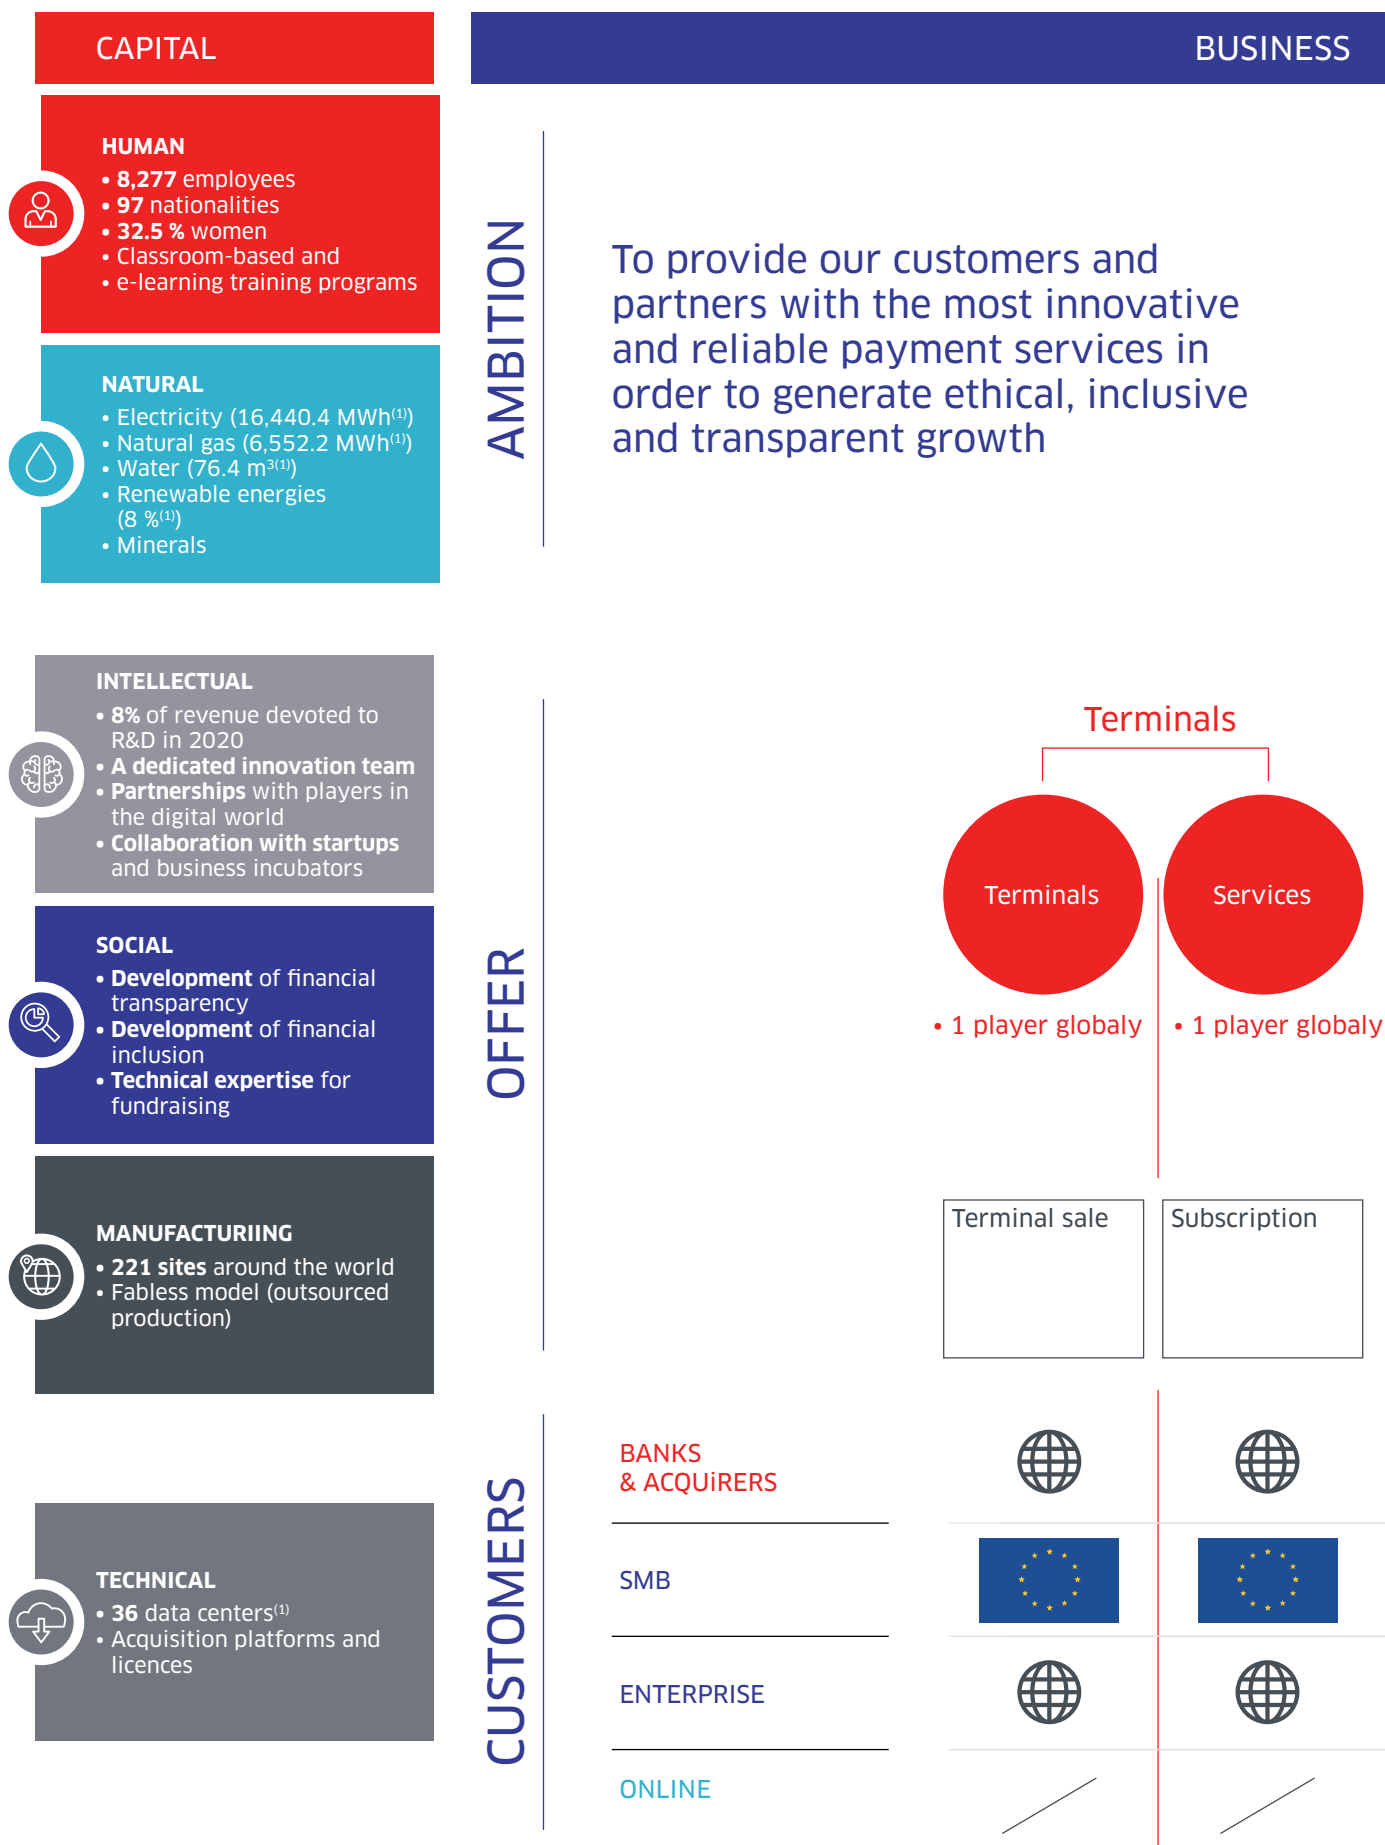 CAPITAL
BUSINESS
HUMAN
• 8,277 employees
• 97 nationalities
• 32.5 % women
• Classroom-based and
• e-learning training programs
NATURAL
• Electricity (16,440.4 MWh(1))
• Natural gas (6,552.2 MWh(1))
• Water (76.4 m3(1))
• Renewable energies
(8 %(1))
• Minerals
AMBITION
To provide our customers and
partners with the most innovative
and reliable payment services in
order to generate ethical, inclusive
and transparent growth
INTELLECTUAL
• 8% of revenue devoted to
R&D in 2020
• A dedicated innovation team
• Partnerships with players in
the digital world
• Collaboration with startups
and business incubators
SOCIAL
• Development of financial
transparency
• Development of financial
inclusion
• Technical expertise for
fundraising
MANUFACTURIING
• 221 sites around the world
• Fabless model (outsourced
production)
OFFER
Terminals
Terminals
Services
• 1 player globaly
• 1 player globaly
Terminal sale
Subscription
TECHNICAL
• 36 data centers(1)
• Acquisition platforms and
licences
CUSTOMERS
BANKS
& ACQUiRERS
SMB
ENTERPRISE
ONLINE